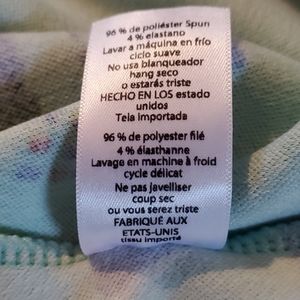 96 % de poliéster Spun
4 % elastano
Lavar a máquina en frío
ciclo suave
No usa blanqueador
hang seco
o estarás triste
HECHO EN LOS estados
unidos
Tela importada
96 % de polyester filé
4 % élasthanne
Lavage en machine à froid
cycle délicat
Ne pas javelliser
coup sec
ou vous serez triste
FABRIQUÉ AUX
ETATS-UNIS
tissu importé